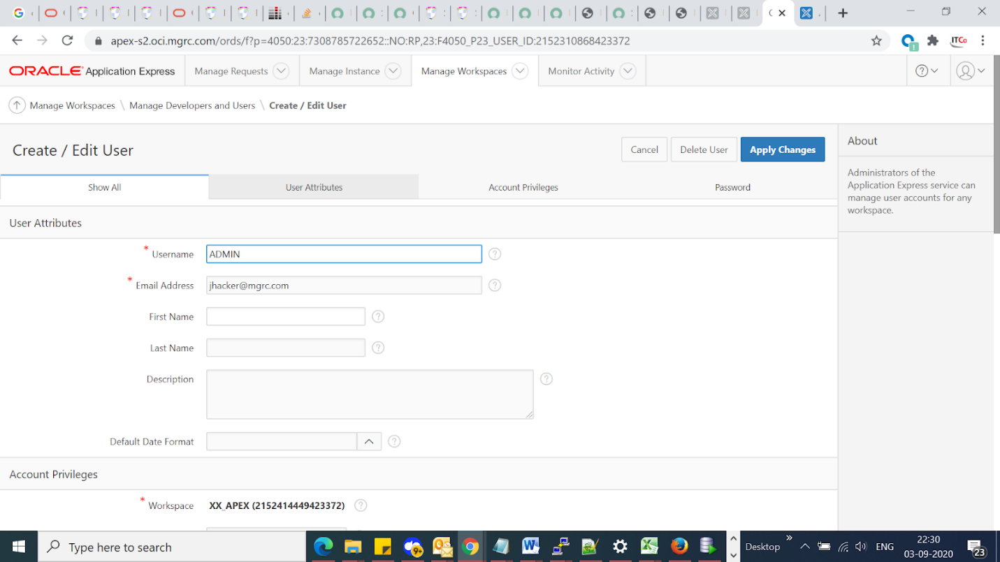 apex-s2.oci.mgrc.com/ords/f?p=4050:23:7308785722652::NO:RP,23:F4050_P23_USER_ID:2152310868423372
ITCo
ORACLE Application Express
Manage Requests
Manage Instance
Manage Workspaces
Monitor Activity
Manage Workspaces \ Manage Developers and Users \ Create / Edit User
Create / Edit User
Cancel
Delete User
Apply Changes
About
Show All
User Attributes
Account Privileges
Password
Administrators of the
Application Express service can
manage user accounts for any
workspace.
User Attributes
* Username ADMIN
* Email Address jhacker@mgrc.com
First Name
Last Name
Description
Default Date Format
Account Privileges
* Workspace XX_APEX (2152414449423372)
Type here to search
9+
Desktop
ENG
22:30
03-09-2020
23